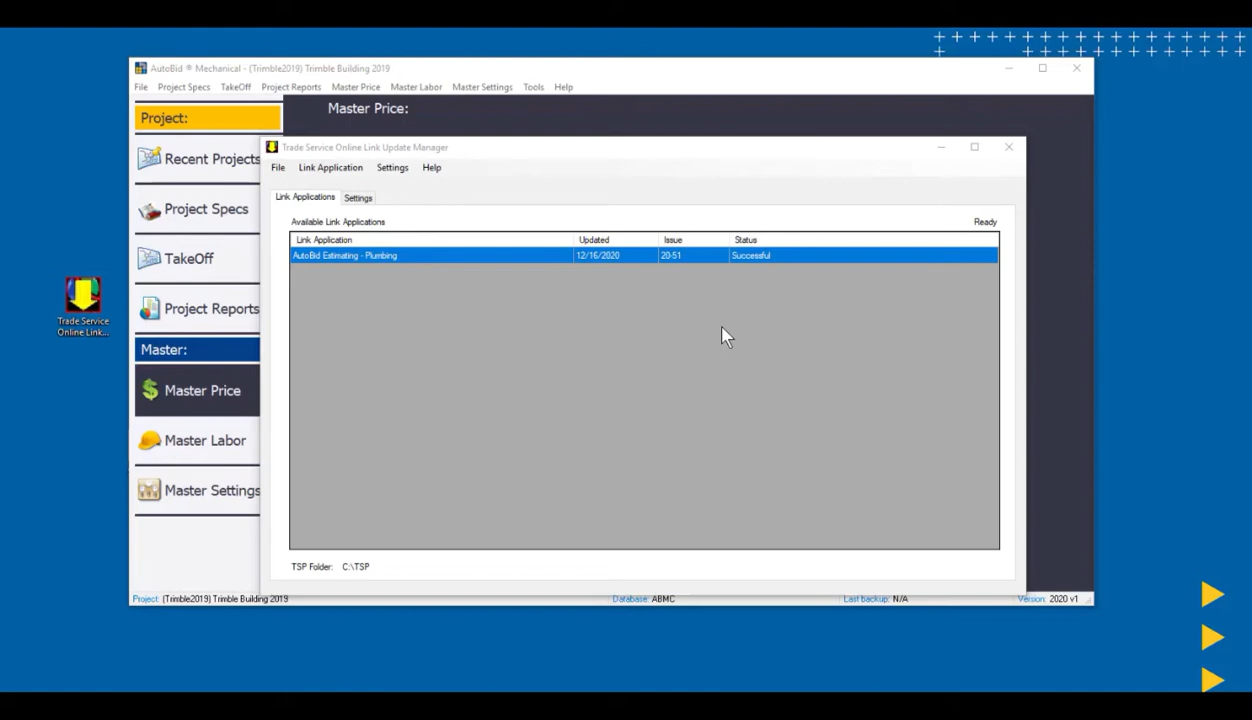 AutoBid ® Mechanical - (Trimble2019) Trimble Building 2019
File Project Specs TakeOff Project Reports Master Price Master Labor Master Settings Tools Help
Project:
Master Price:
Recent Projects
Project Specs
TakeOff
Project Reports
Master:
Master Price
Master Labor
Master Settings
Trade Service Online Link Update Manager
File Link Application Settings Help
Link Applications Settings
Available Link Applications Ready
Link Application Updated Issue Status
AutoBid Estimating - Plumbing 12/16/2020 20-51 Successful
TSP Folder: C:\TSP
Trade Service
Online Link...
Project: (Trimble2019) Trimble Building 2019 Database: ABMC Last backup: N/A Version: 2020 v1